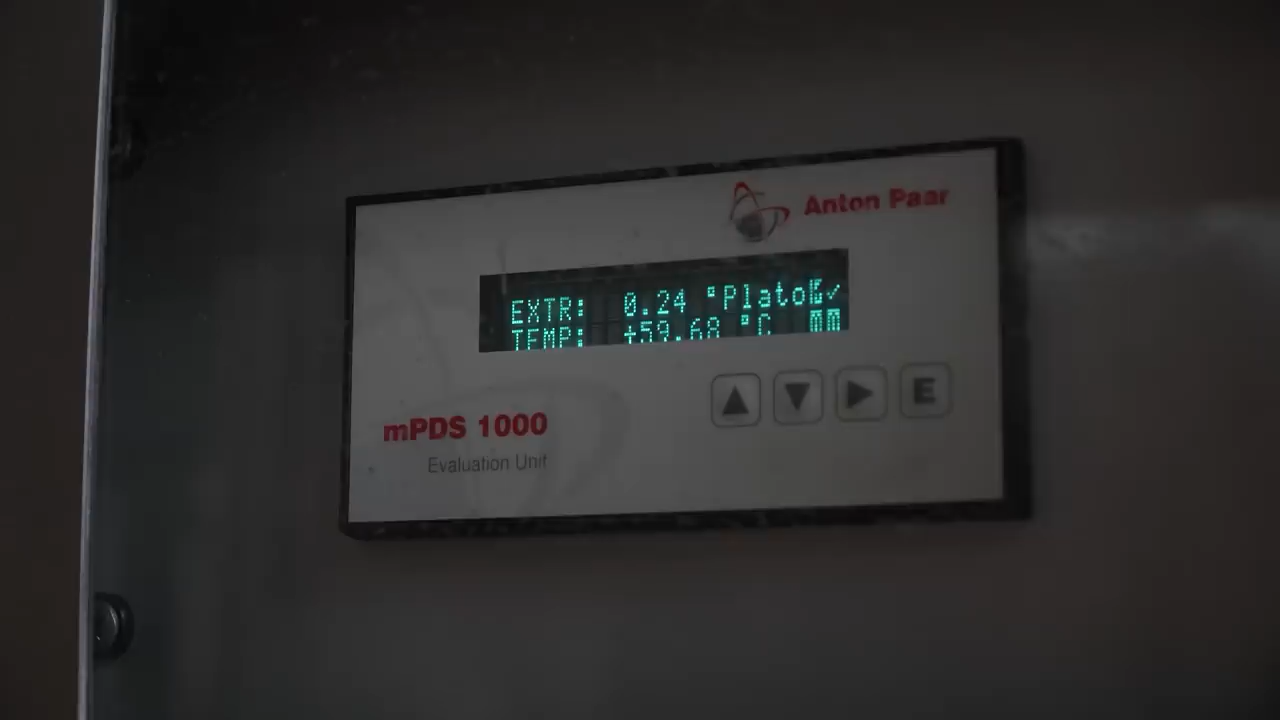 Anton Paar
EXTR: 0.24 °Plato ✓
TEMP: +59.68 °C
mPDS 1000
Evaluation Unit
E